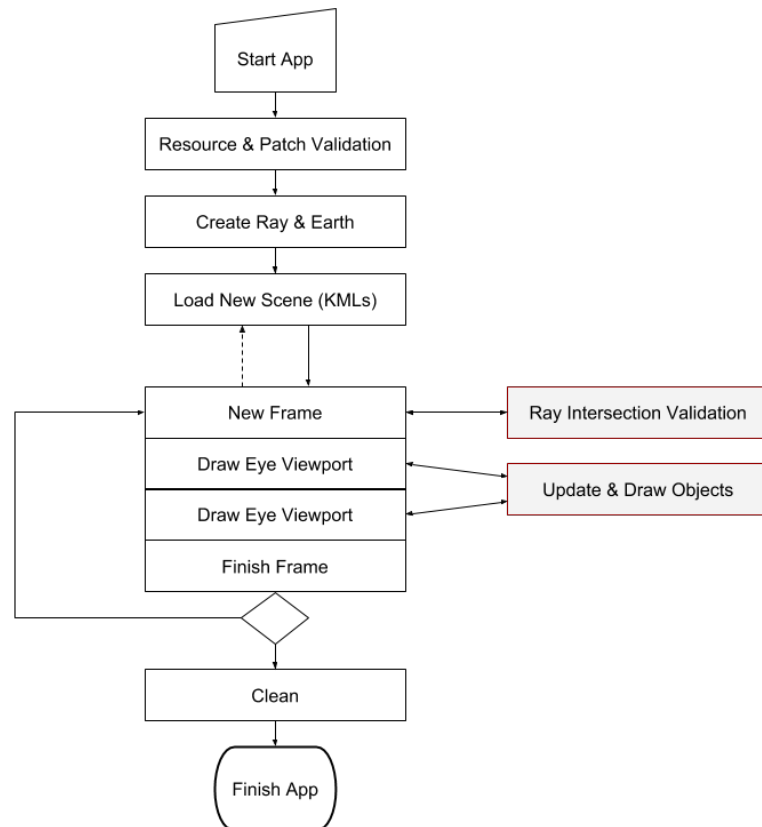 Start App
Resource & Patch Validation
Create Ray & Earth
Load New Scene (KMLs)
New Frame
Ray Intersection Validation
Draw Eye Viewport
Update & Draw Objects
Draw Eye Viewport
Finish Frame
Clean
Finish App